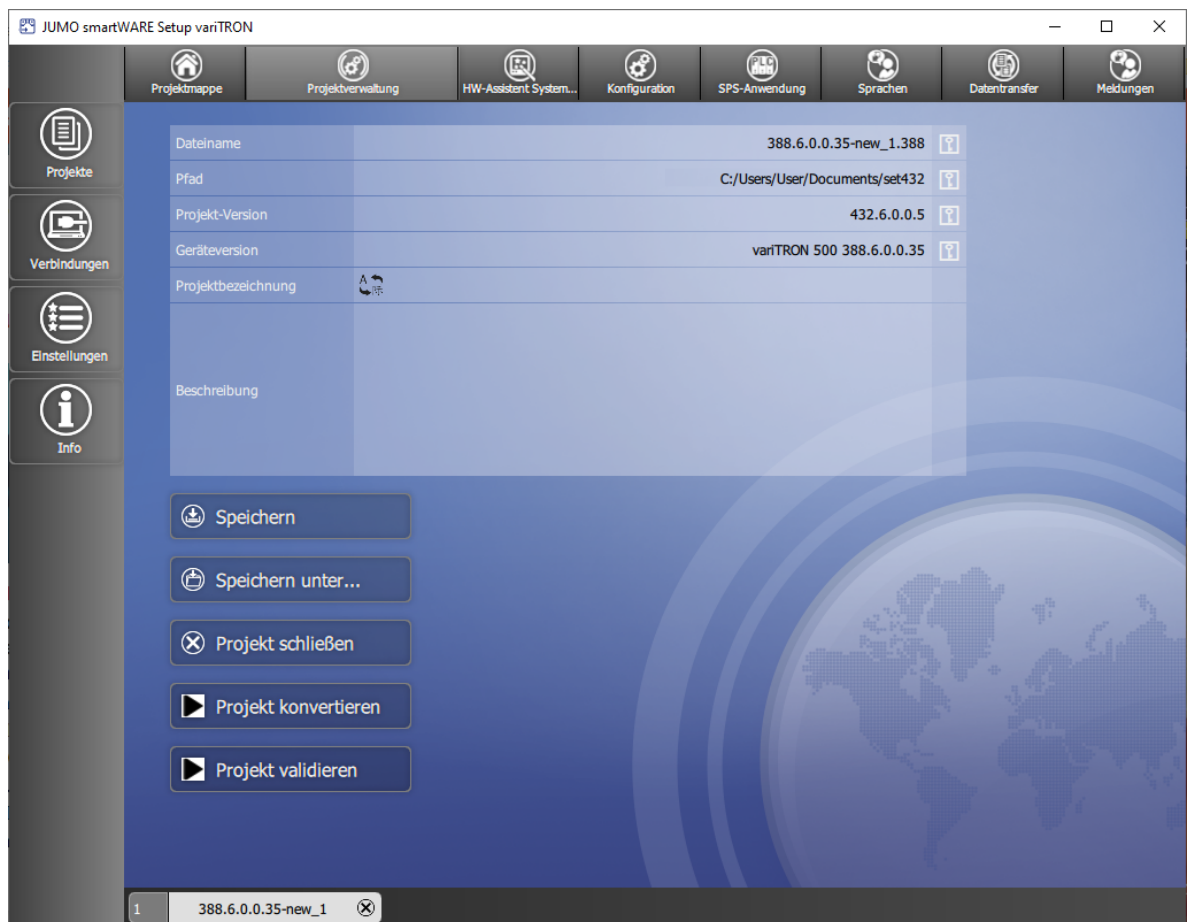 JUMO smartWARE Setup variTRON
Projektmappe
Projektverwaltung
HW-Assistent System...
Konfiguration
SPS-Anwendung
Sprachen
Datentransfer
Meldungen
Projekte
Verbindungen
Einstellungen
Info
Dateiname 388.6.0.0.35-new_1.388
Pfad C:/Users/User/Documents/set432
Projekt-Version 432.6.0.0.5
Geräteversion variTRON 500 388.6.0.0.35
Projektbezeichnung
Beschreibung
Speichern
Speichern unter...
Projekt schließen
Projekt konvertieren
Projekt validieren
1 388.6.0.0.35-new_1